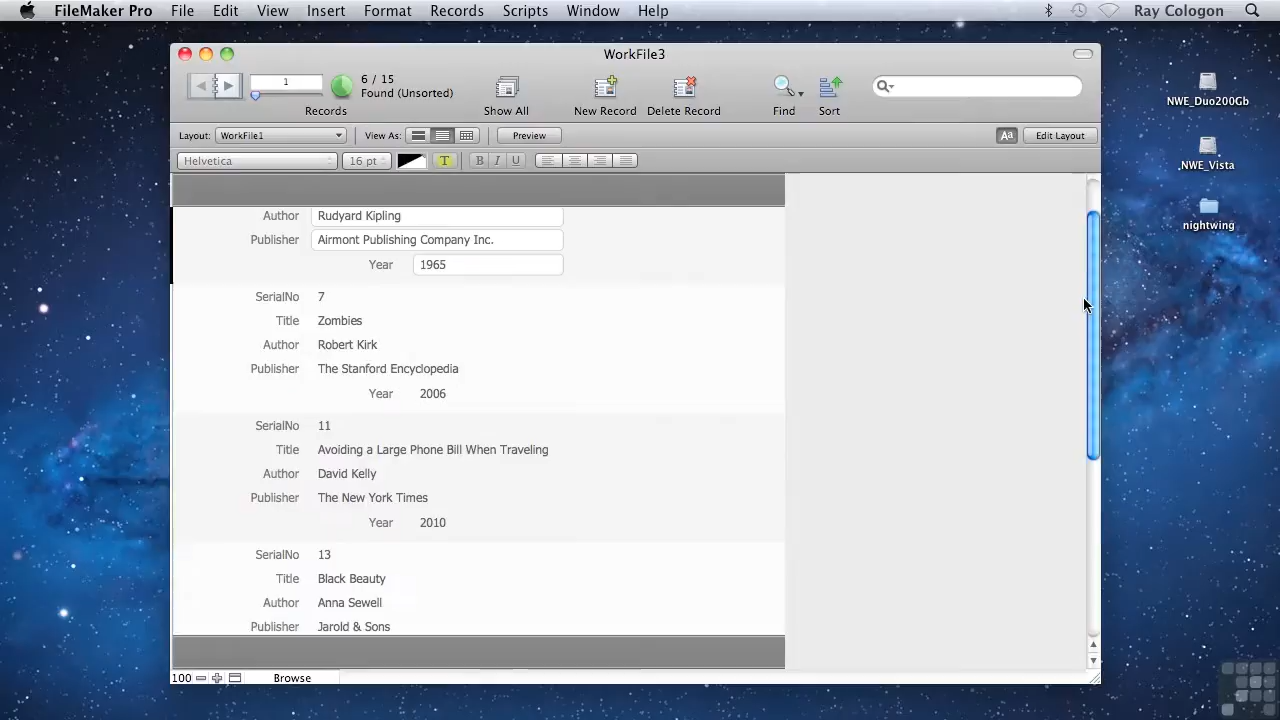 FileMaker Pro File Edit View Insert Format Records Scripts Window Help Ray Cologon
WorkFile3
1
6 / 15
Found (Unsorted)
Records Show All New Record Delete Record Find Sort
Layout: WorkFile1 View As: Preview Aa Edit Layout
Helvetica 16 pt T B I U
Author Rudyard Kipling
Publisher Airmont Publishing Company Inc.
Year 1965
SerialNo 7
Title Zombies
Author Robert Kirk
Publisher The Stanford Encyclopedia
Year 2006
SerialNo 11
Title Avoiding a Large Phone Bill When Traveling
Author David Kelly
Publisher The New York Times
Year 2010
SerialNo 13
Title Black Beauty
Author Anna Sewell
Publisher Jarold & Sons
100 Browse
NWE_Duo200Gb
NWE_Vista
nightwing